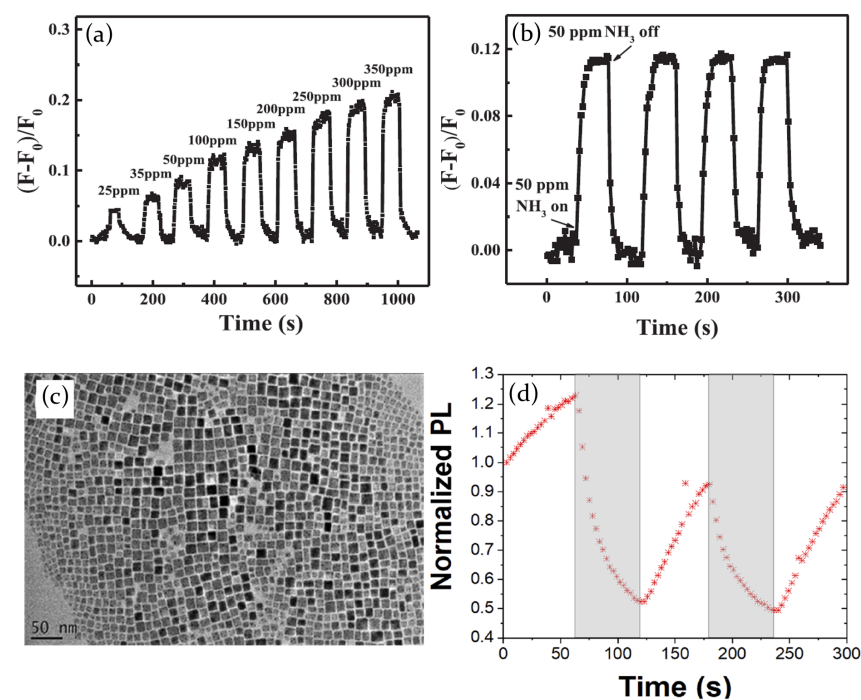 (a)
0.3
0.2
0.1
0.0
(F-F₀)/F₀
25ppm
35ppm
50ppm
100ppm
150ppm
200ppm
250ppm
300ppm
350ppm
0 200 400 600 800 1000
Time (s)
(b)
0.12
0.08
0.04
0.00
(F-F₀)/F₀
50 ppm NH₃ off
50 ppm
NH₃ on
0 100 200 300
Time (s)
(c)
50 nm
(d)
1.3
1.2
1.1
1.0
0.9
0.8
0.7
0.6
0.5
0.4
Normalized PL
0 50 100 150 200 250 300
Time (s)